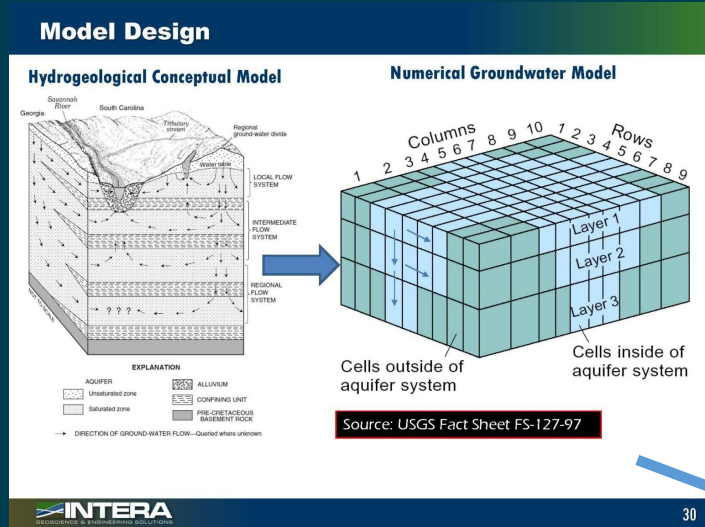 Model Design
Hydrogeological Conceptual Model
Numerical Groundwater Model
Savannah
River
Georgia
South Carolina
Tributary
stream
Regional
ground-water divide
Water table
LOCAL FLOW
SYSTEM
INTERMEDIATE
FLOW
SYSTEM
REGIONAL
FLOW
SYSTEM
? ? ?
NOT TO SCALE
EXPLANATION
AQUIFER
Unsaturated zone
Saturated zone
ALLUVIUM
CONFINING UNIT
PRE-CRETACEOUS
BASEMENT ROCK
DIRECTION OF GROUND-WATER FLOW—Queried where unknown
Columns
1 2 3 4 5 6 7 8 9 10
Rows
1 2 3 4 5 6 7 8 9
Layer 1
Layer 2
Layer 3
Cells outside of
aquifer system
Cells inside of
aquifer system
Source: USGS Fact Sheet FS-127-97
INTERA
GEOSCIENCE & ENGINEERING SOLUTIONS
30